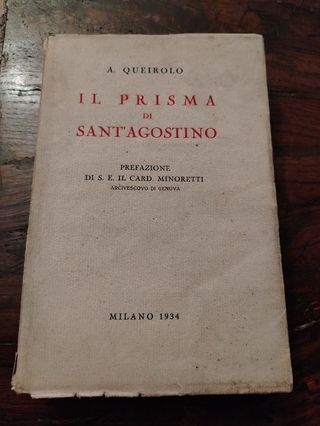 A. QUEIROLO
IL PRISMA
DI
SANT'AGOSTINO
PREFAZIONE
DI S. E. IL CARD. MINORETTI
ARCIVESCOVO DI GENOVA
MILANO 1934